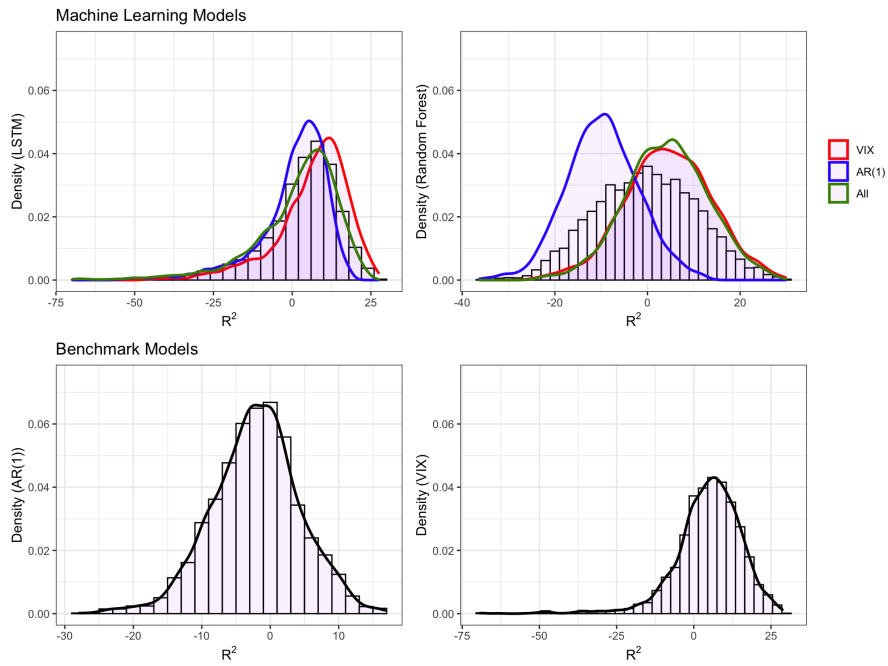 Machine Learning Models
Density (LSTM)
0.06
0.04
0.02
0.00
-75
-50
-25
0
25
R²
Density (Random Forest)
0.06
0.04
0.02
0.00
-40
-20
0
20
R²
VIX
AR(1)
All
Benchmark Models
Density (AR(1))
0.06
0.04
0.02
0.00
-30
-20
-10
0
10
R²
Density (VIX)
0.06
0.04
0.02
0.00
-75
-50
-25
0
25
R²